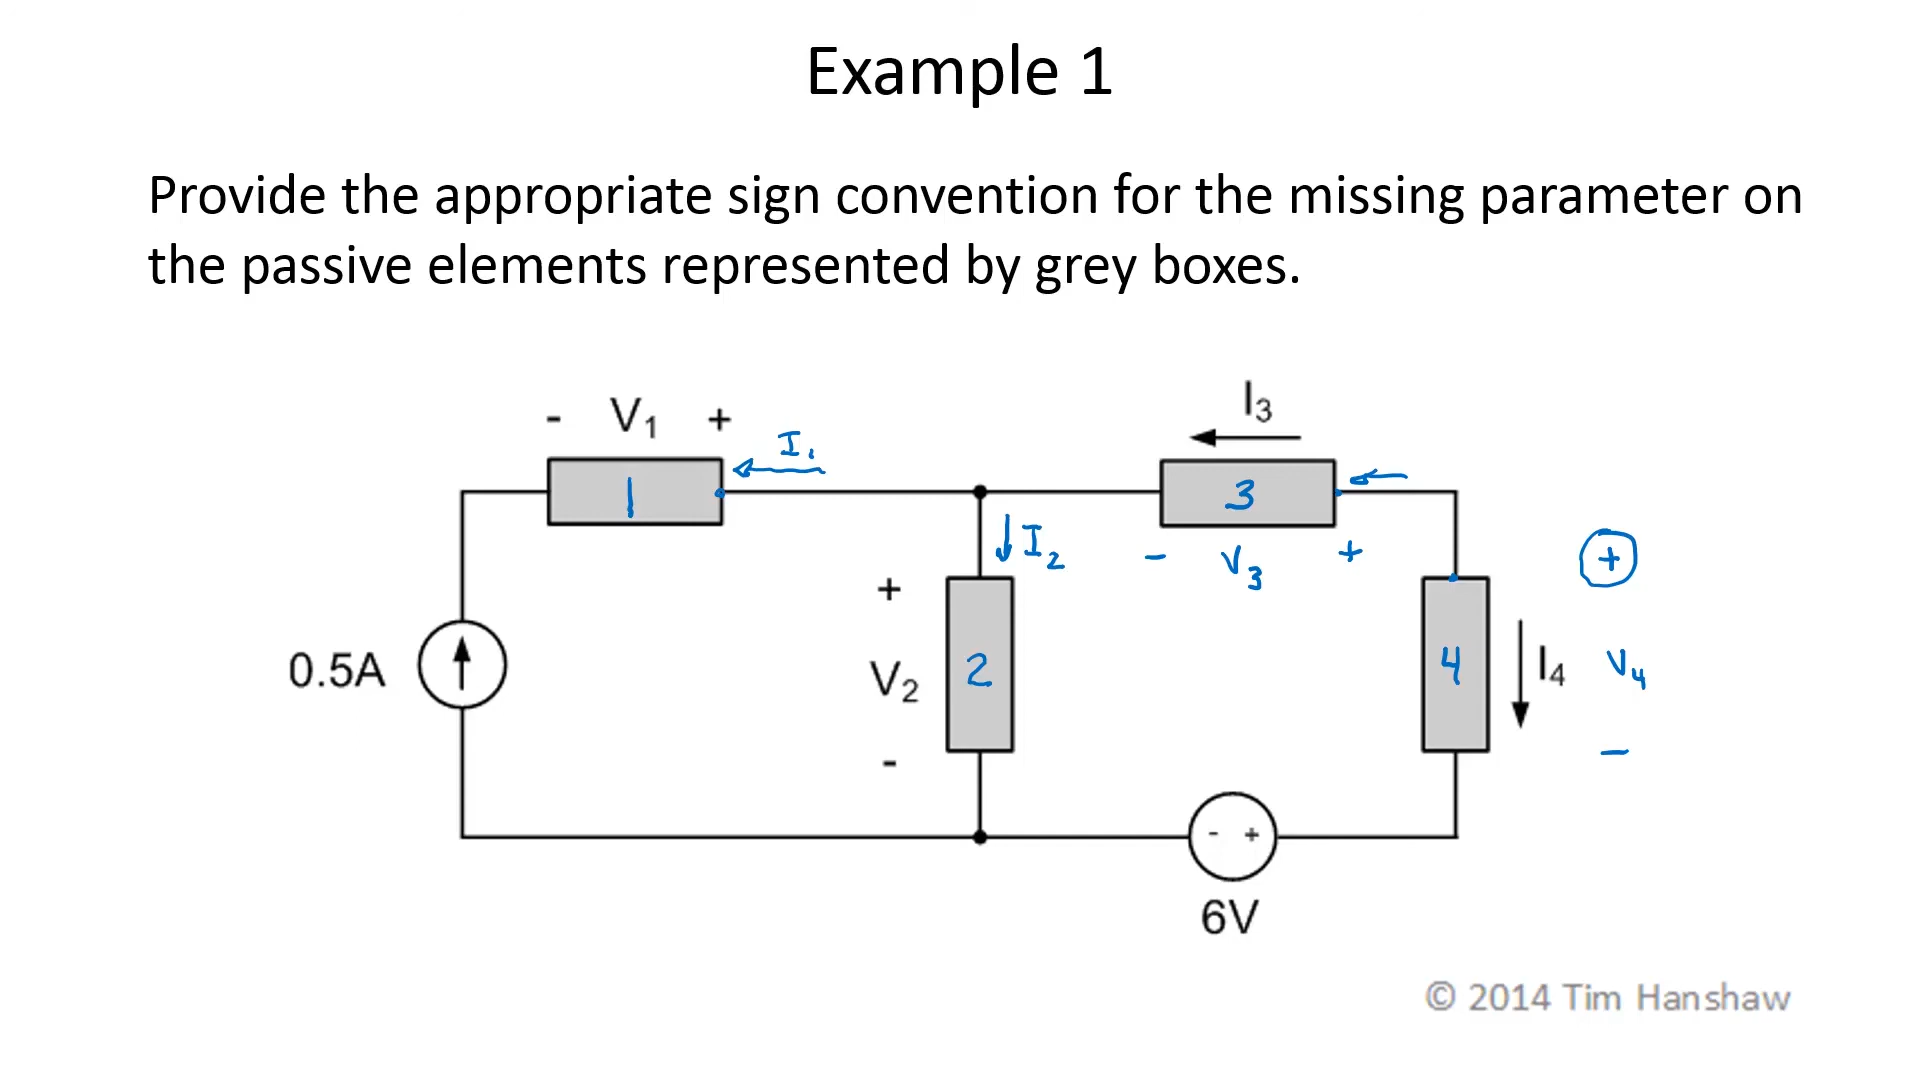 Example 1
Provide the appropriate sign convention for the missing parameter on
the passive elements represented by grey boxes.
I3
- V1 +
I1
1
3
I2
- V3 +
+
+
0.5A
V2
2
4
I4
V4
-
-
- +
6V
© 2014 Tim Hanshaw